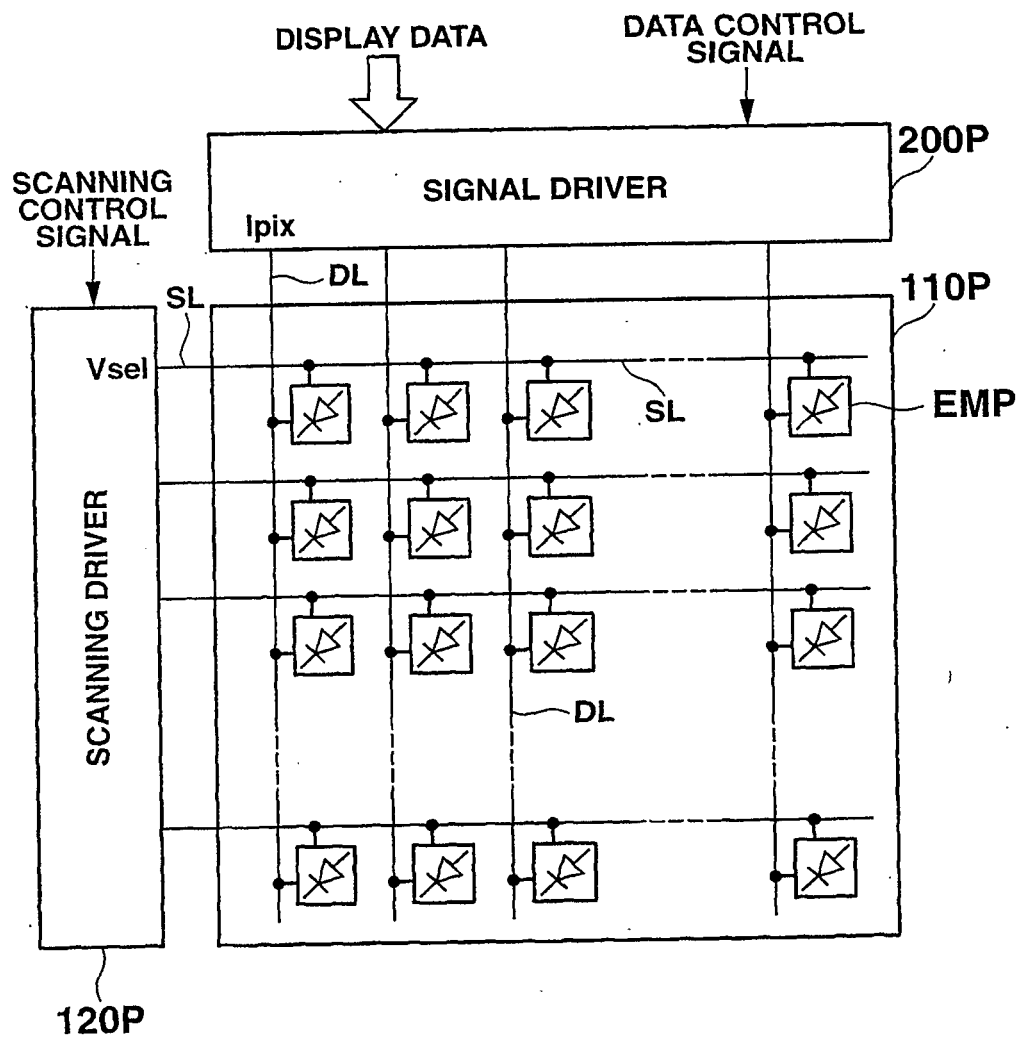 DISPLAY DATA
DATA CONTROL
SIGNAL
200P
SCANNING
CONTROL
SIGNAL
SIGNAL DRIVER
Ipix
DL
SL
110P
Vsel
SL
EMP
SCANNING DRIVER
DL
120P